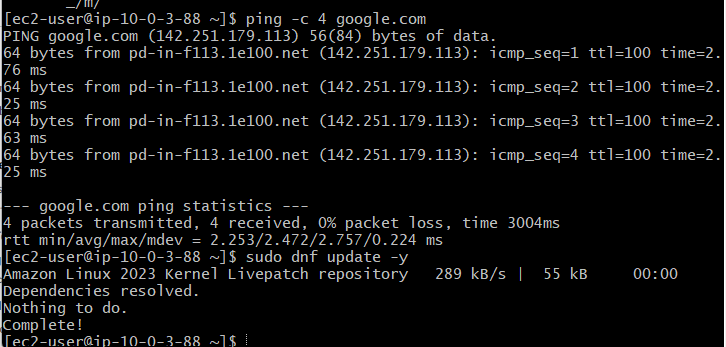 _/m/
[ec2-user@ip-10-0-3-88 ~]$ ping -c 4 google.com
PING google.com (142.251.179.113) 56(84) bytes of data.
64 bytes from pd-in-f113.1e100.net (142.251.179.113): icmp_seq=1 ttl=100 time=2.
76 ms
64 bytes from pd-in-f113.1e100.net (142.251.179.113): icmp_seq=2 ttl=100 time=2.
25 ms
64 bytes from pd-in-f113.1e100.net (142.251.179.113): icmp_seq=3 ttl=100 time=2.
63 ms
64 bytes from pd-in-f113.1e100.net (142.251.179.113): icmp_seq=4 ttl=100 time=2.
25 ms
--- google.com ping statistics ---
4 packets transmitted, 4 received, 0% packet loss, time 3004ms
rtt min/avg/max/mdev = 2.253/2.472/2.757/0.224 ms
[ec2-user@ip-10-0-3-88 ~]$ sudo dnf update -y
Amazon Linux 2023 Kernel Livepatch repository   289 kB/s |  55 kB     00:00
Dependencies resolved.
Nothing to do.
Complete!
[ec2-user@ip-10-0-3-88 ~]$